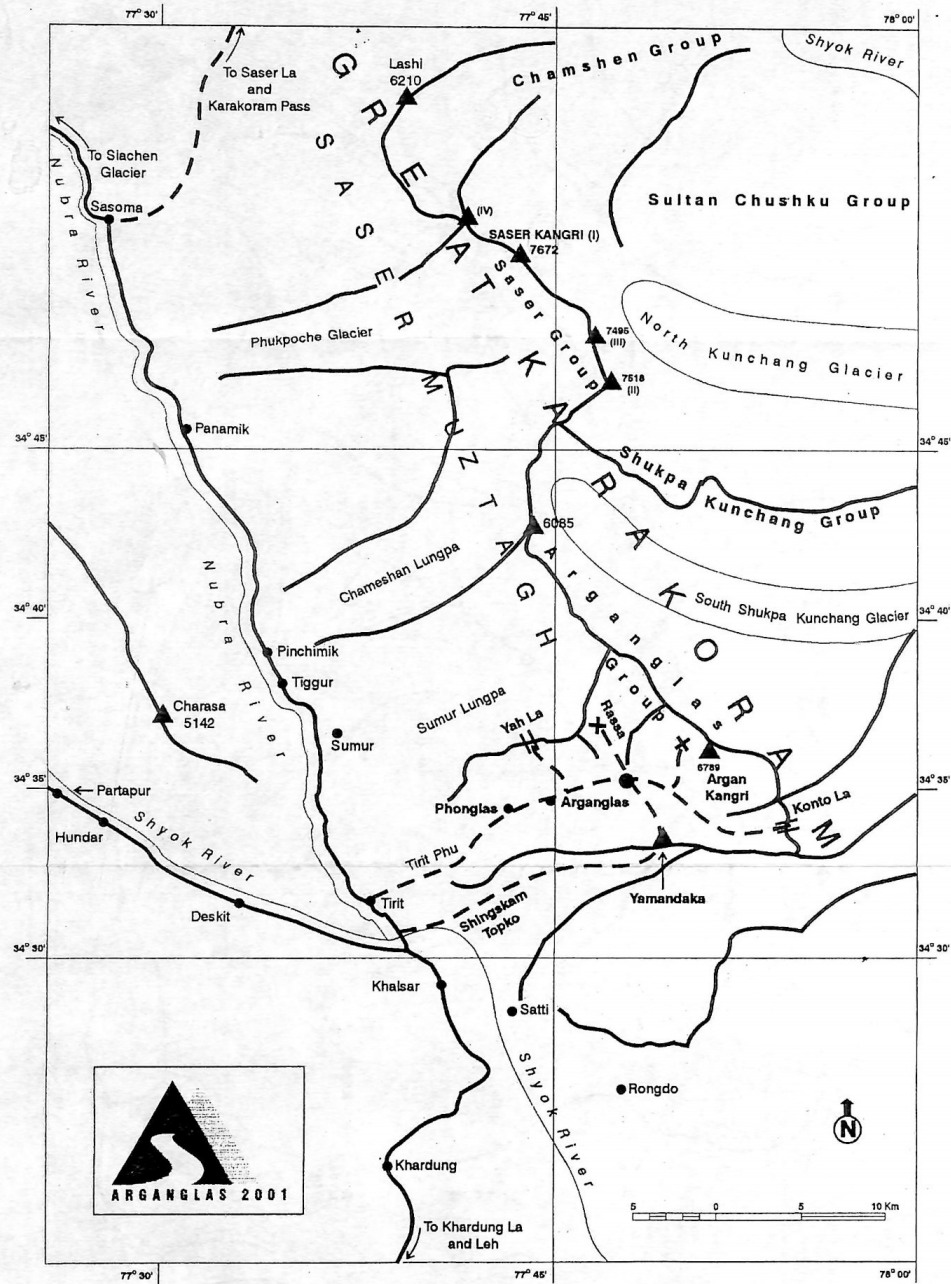 77° 30'
77° 45'
78° 00'
To Saser La
and
Karakoram Pass
Lashi
6210
Chamshen Group
Shyok River
To Siachen
Glacier
Sasoma
Nubra River
GREAT KARAKORAM
SASER MUZTAGH
(IV)
SASER KANGRI (I)
7672
Sultan Chushku Group
Saser Group
Phukpoche Glacier
7495
(III)
7518
(II)
North Kunchang Glacier
Panamik
34° 45'
34° 45'
Shukpa
Kunchang Group
6085
Chameshan Lungpa
Nubra River
Arganglas
Group
South Shukpa Kunchang Glacier
34° 40'
34° 40'
Pinchimik
Tiggur
Charasa
5142
Sumur
Sumur Lungpa
Yah La
Rassa
6789
Argan
Kangri
34° 35'
34° 35'
Partapur
Hundar
Shyok River
Phonglas
Arganglas
Konto La
Tirit Phu
Deskit
Tirit
Shingskam
Topko
Yamandaka
34° 30'
34° 30'
Khalsar
Satti
Shyok River
Rongdo
ARGANGLAS 2001
Khardung
N
5 0 5 10 Km
To Khardung La
and Leh
77° 30'
77° 45'
78° 00'